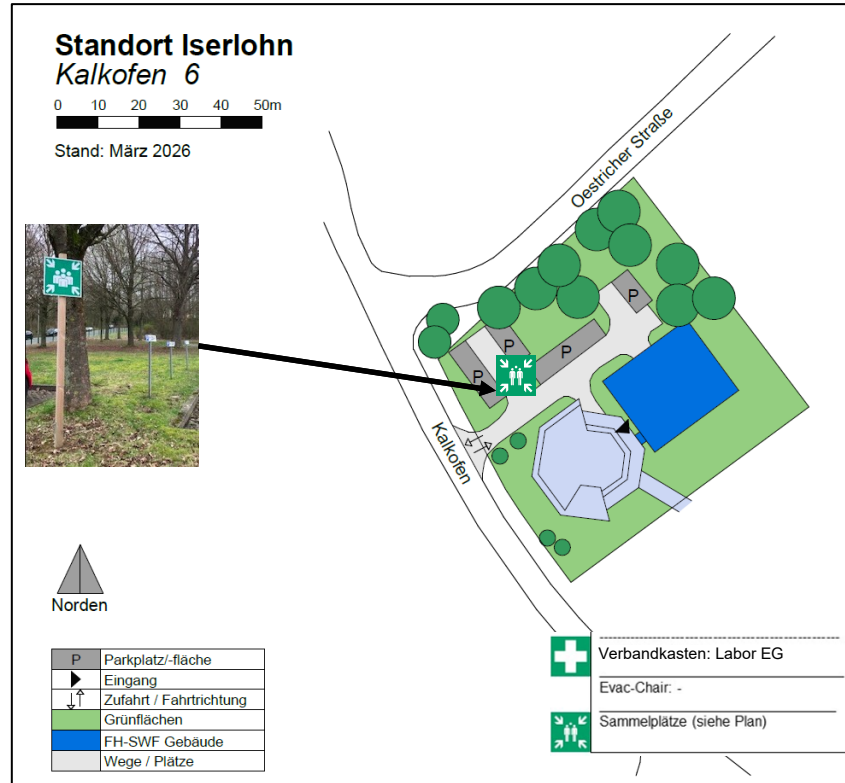 Standort Iserlohn
Kalkofen 6
0 10 20 30 40 50m
Stand: März 2026
Oestricher Straße
P
P
P
P
Kalkofen
Norden
P Parkplatz/-fläche
Eingang
Zufahrt / Fahrtrichtung
Grünflächen
FH-SWF Gebäude
Wege / Plätze
Verbandkasten: Labor EG
Evac-Chair: -
Sammelplätze (siehe Plan)